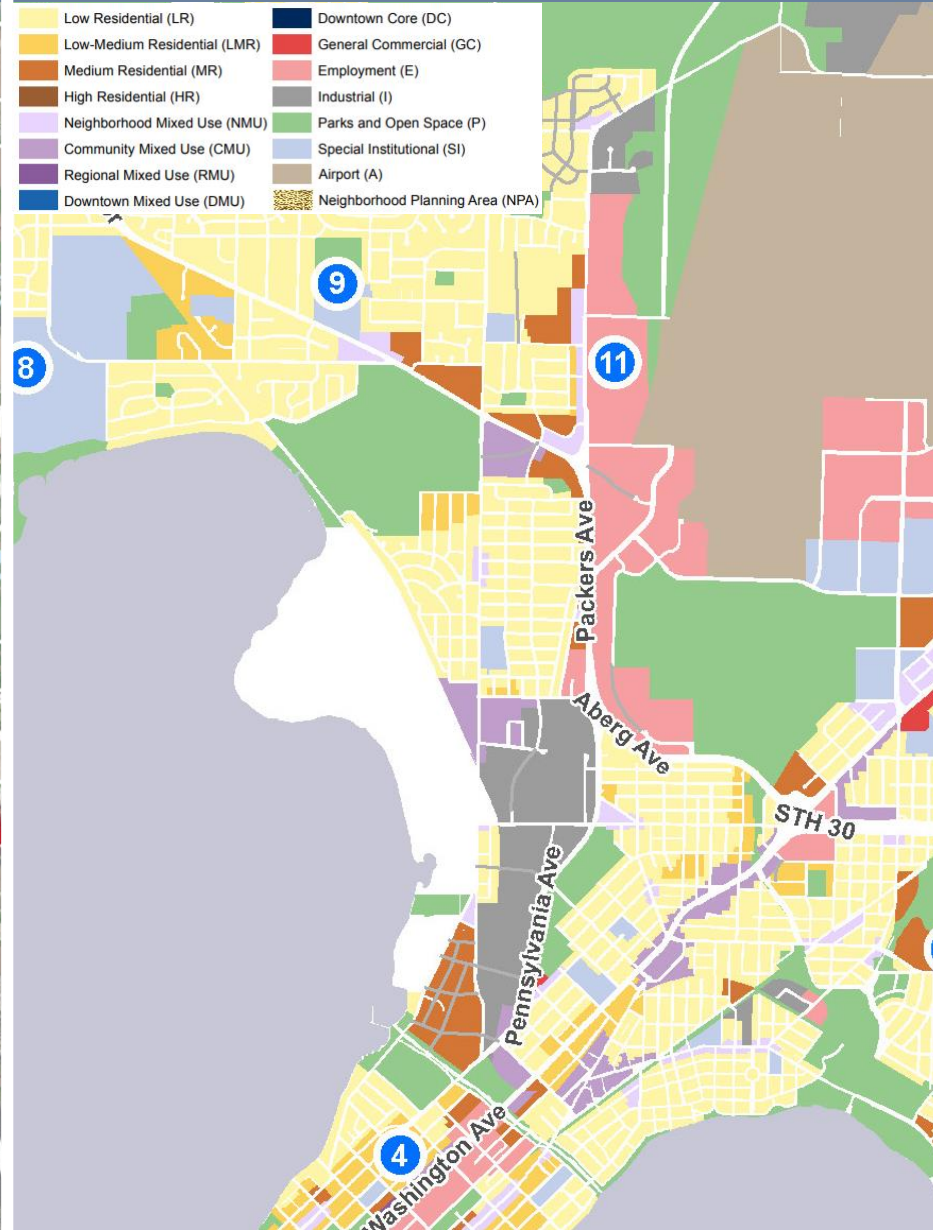 Low Residential (LR)
Low-Medium Residential (LMR)
Medium Residential (MR)
High Residential (HR)
Neighborhood Mixed Use (NMU)
Community Mixed Use (CMU)
Regional Mixed Use (RMU)
Downtown Mixed Use (DMU)
Downtown Core (DC)
General Commercial (GC)
Employment (E)
Industrial (I)
Parks and Open Space (P)
Special Institutional (SI)
Airport (A)
Neighborhood Planning Area (NPA)
9
8
11
Packers Ave
Aberg Ave
STH 30
Pennsylvania Ave
4
Washington Ave